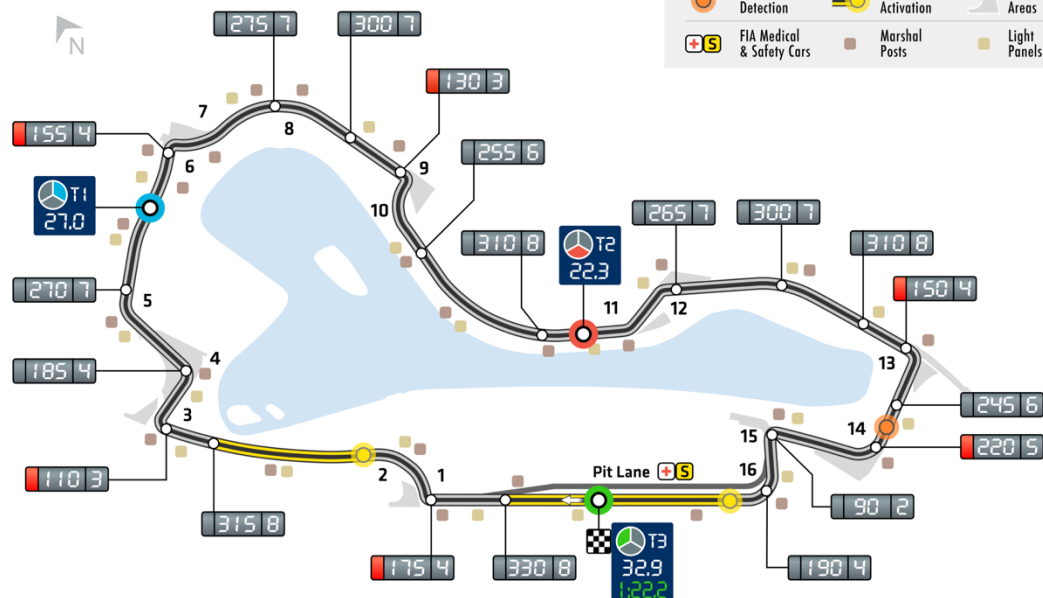 Detection
Activation
Areas
FIA Medical
& Safety Cars
Marshal
Posts
Light
Panels
+ S
N
275 7
300 7
130 3
155 4
7
8
6
9
255 6
T1
27.0
10
265 7
300 7
310 8
T2
22.3
310 8
11
12
150 4
270 7
5
13
4
185 4
3
245 6
14
15
220 5
2
1
Pit Lane + S
16
110 3
315 8
90 2
175 4
330 8
T3
32.9
1:22.2
190 4